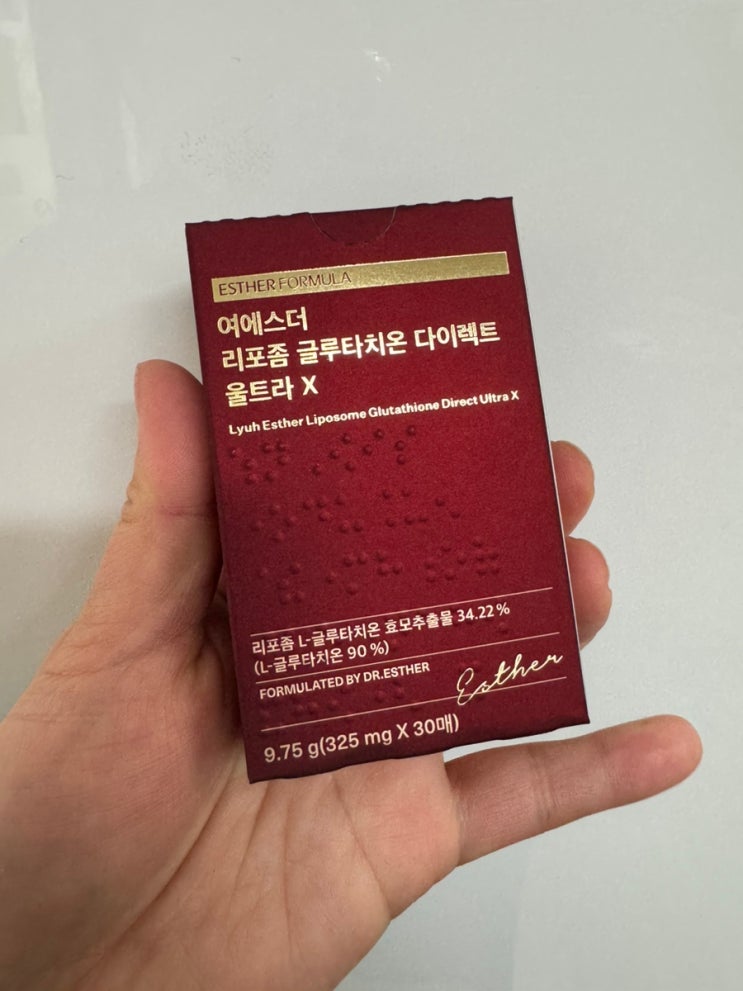 ESTHER FORMULA
여에스더
리포좀 글루타치온 다이렉트
울트라 X
Lyuh Esther Liposome Glutathione Direct Ultra X
리포좀 L-글루타치온 효모추출물 34.22 %
(L-글루타치온 90 %)
FORMULATED BY DR.ESTHER
Esther
9.75 g(325 mg X 30매)